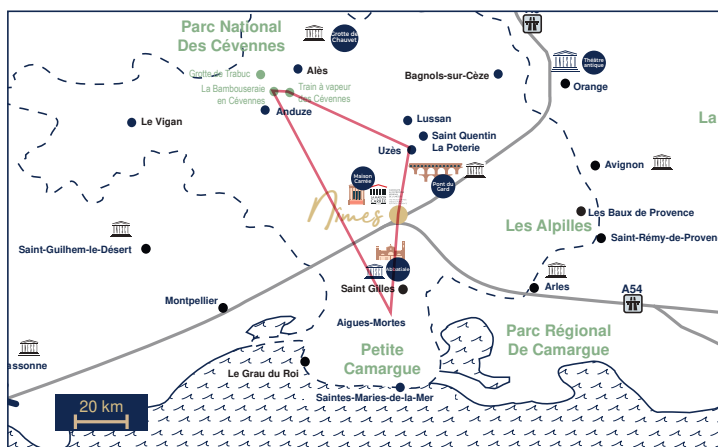 Parc National
Des Cévennes
Grotte de
Chauvet
A9
Théâtre
antique
Grotte de Trabuc
Alès
Bagnols-sur-Cèze
Orange
La Bambouseraie
en Cévennes
Train à vapeur
des Cévennes
Anduze
La
Le Vigan
Lussan
Saint Quentin
La Poterie
Uzès
Avignon
Maison
Carrée
Pont du
Gard
Nîmes
Les Baux de Provence
Les Alpilles
Saint-Rémy-de-Proven
Saint-Guilhem-le-Désert
Abbatiale
Saint Gilles
Arles
A54
Montpellier
Aigues-Mortes
Parc Régional
De Camargue
Petite
Camargue
assonne
Le Grau du Roi
Saintes-Maries-de-la-Mer
20 km